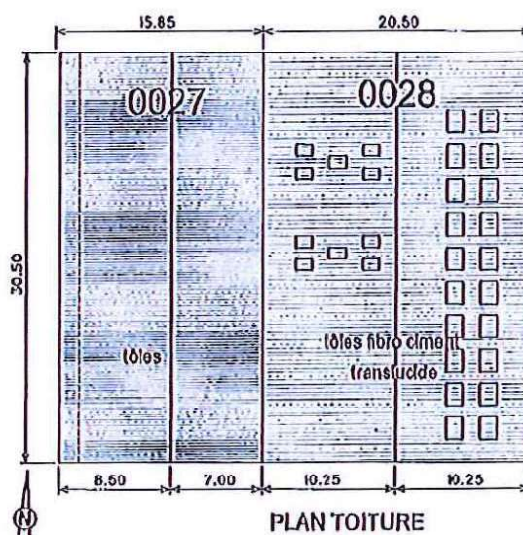 15.85 20.50
0027 0028
30.50
tôles
tôles fibro ciment
translucide
8.50 7.00 10.25 10.25
N
PLAN TOITURE